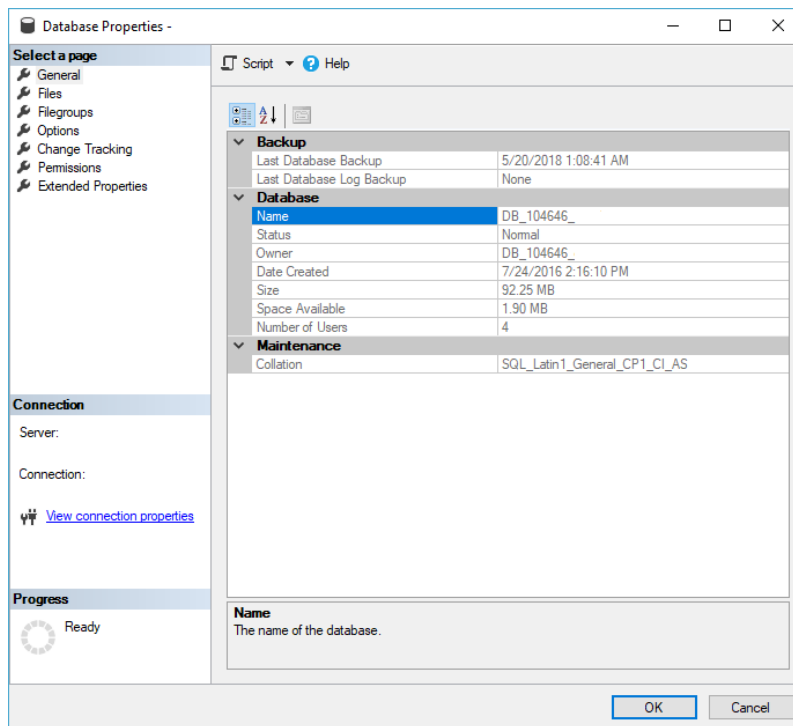 Database Properties -
Select a page
General
Files
Filegroups
Options
Change Tracking
Permissions
Extended Properties
Connection
Server:
Connection:
View connection properties
Progress
Ready
Script Help
Backup
Last Database Backup 5/20/2018 1:08:41 AM
Last Database Log Backup None
Database
Name DB_104646_
Status Normal
Owner DB_104646_
Date Created 7/24/2016 2:16:10 PM
Size 92.25 MB
Space Available 1.90 MB
Number of Users 4
Maintenance
Collation SQL_Latin1_General_CP1_CI_AS
Name
The name of the database.
OK Cancel